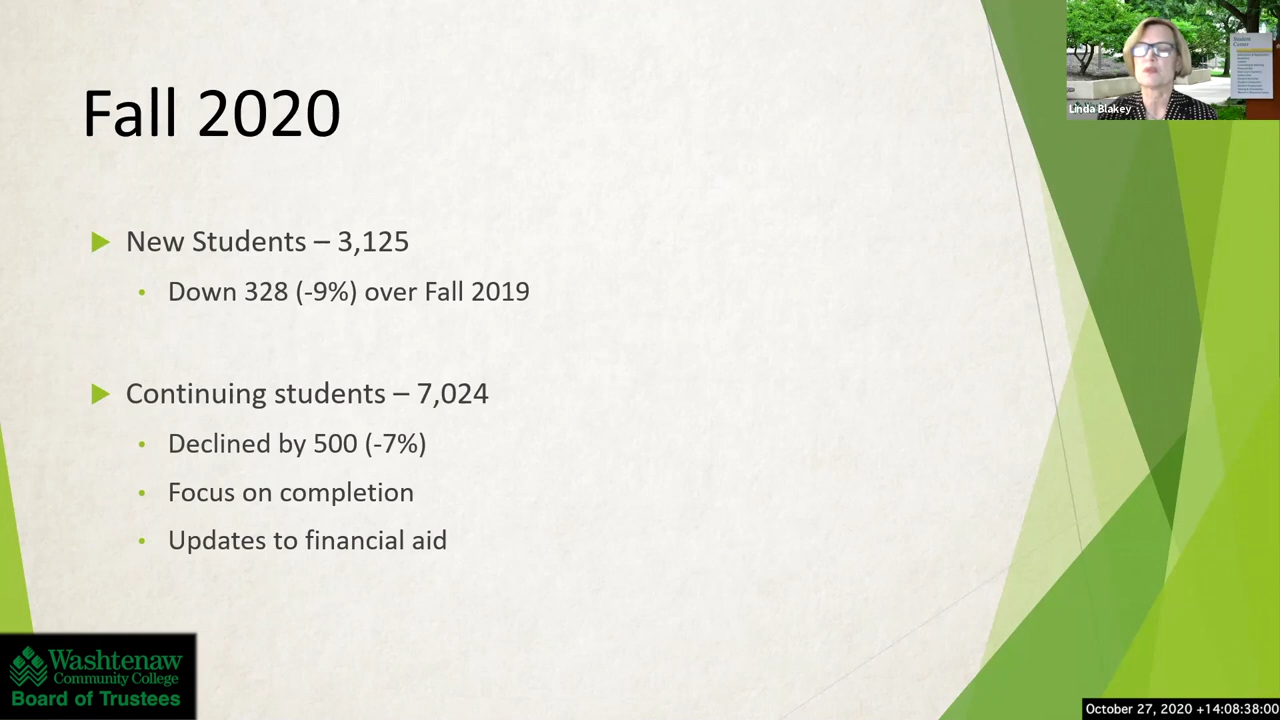 Fall 2020
New Students – 3,125
Down 328 (-9%) over Fall 2019
Continuing students – 7,024
Declined by 500 (-7%)
Focus on completion
Updates to financial aid
Student
Center
Linda Blakey
Washtenaw
Community College
Board of Trustees
October 27, 2020 +14:08:38:00